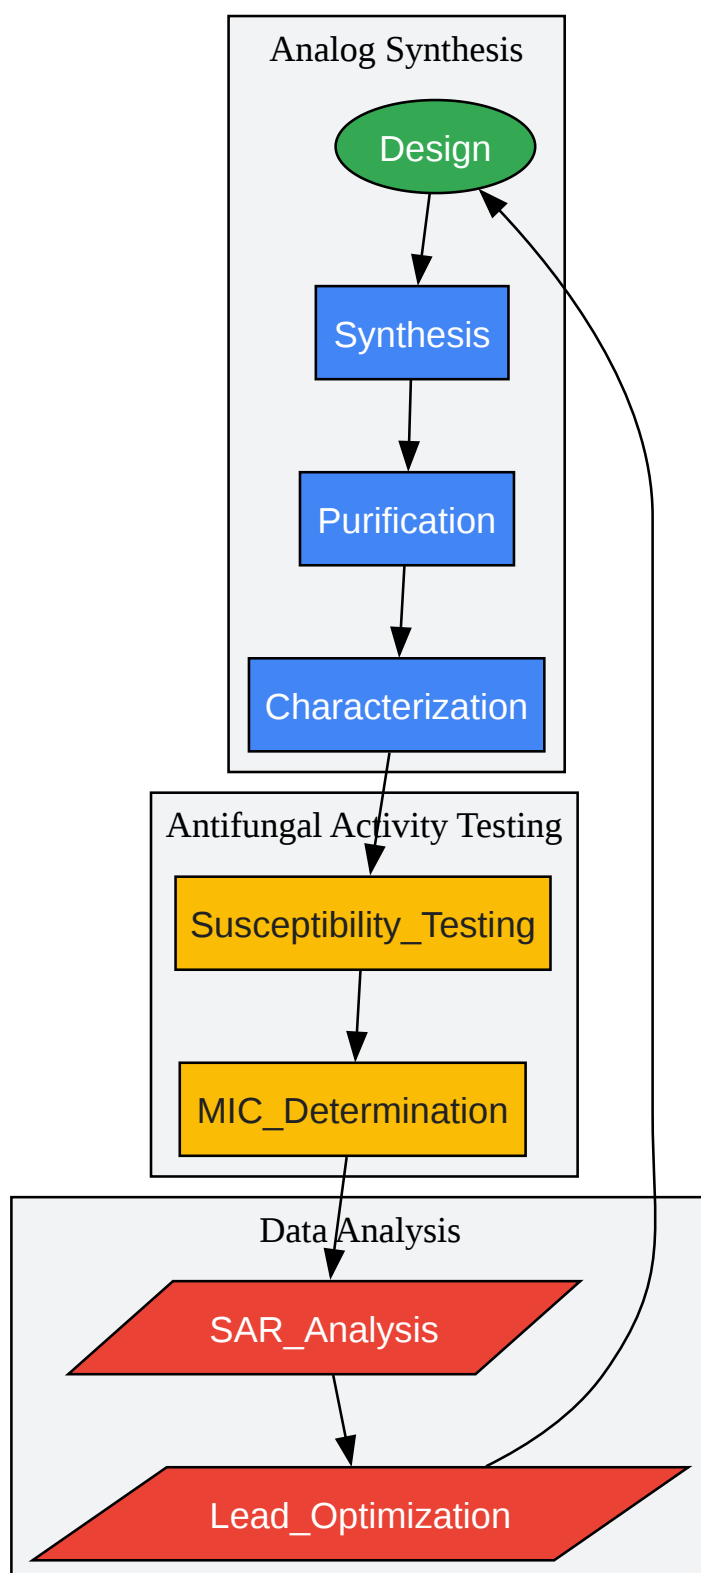 Analog Synthesis
Design
Synthesis
Purification
Characterization
Antifungal Activity Testing
Susceptibility_Testing
MIC_Determination
Data Analysis
SAR_Analysis
Lead_Optimization